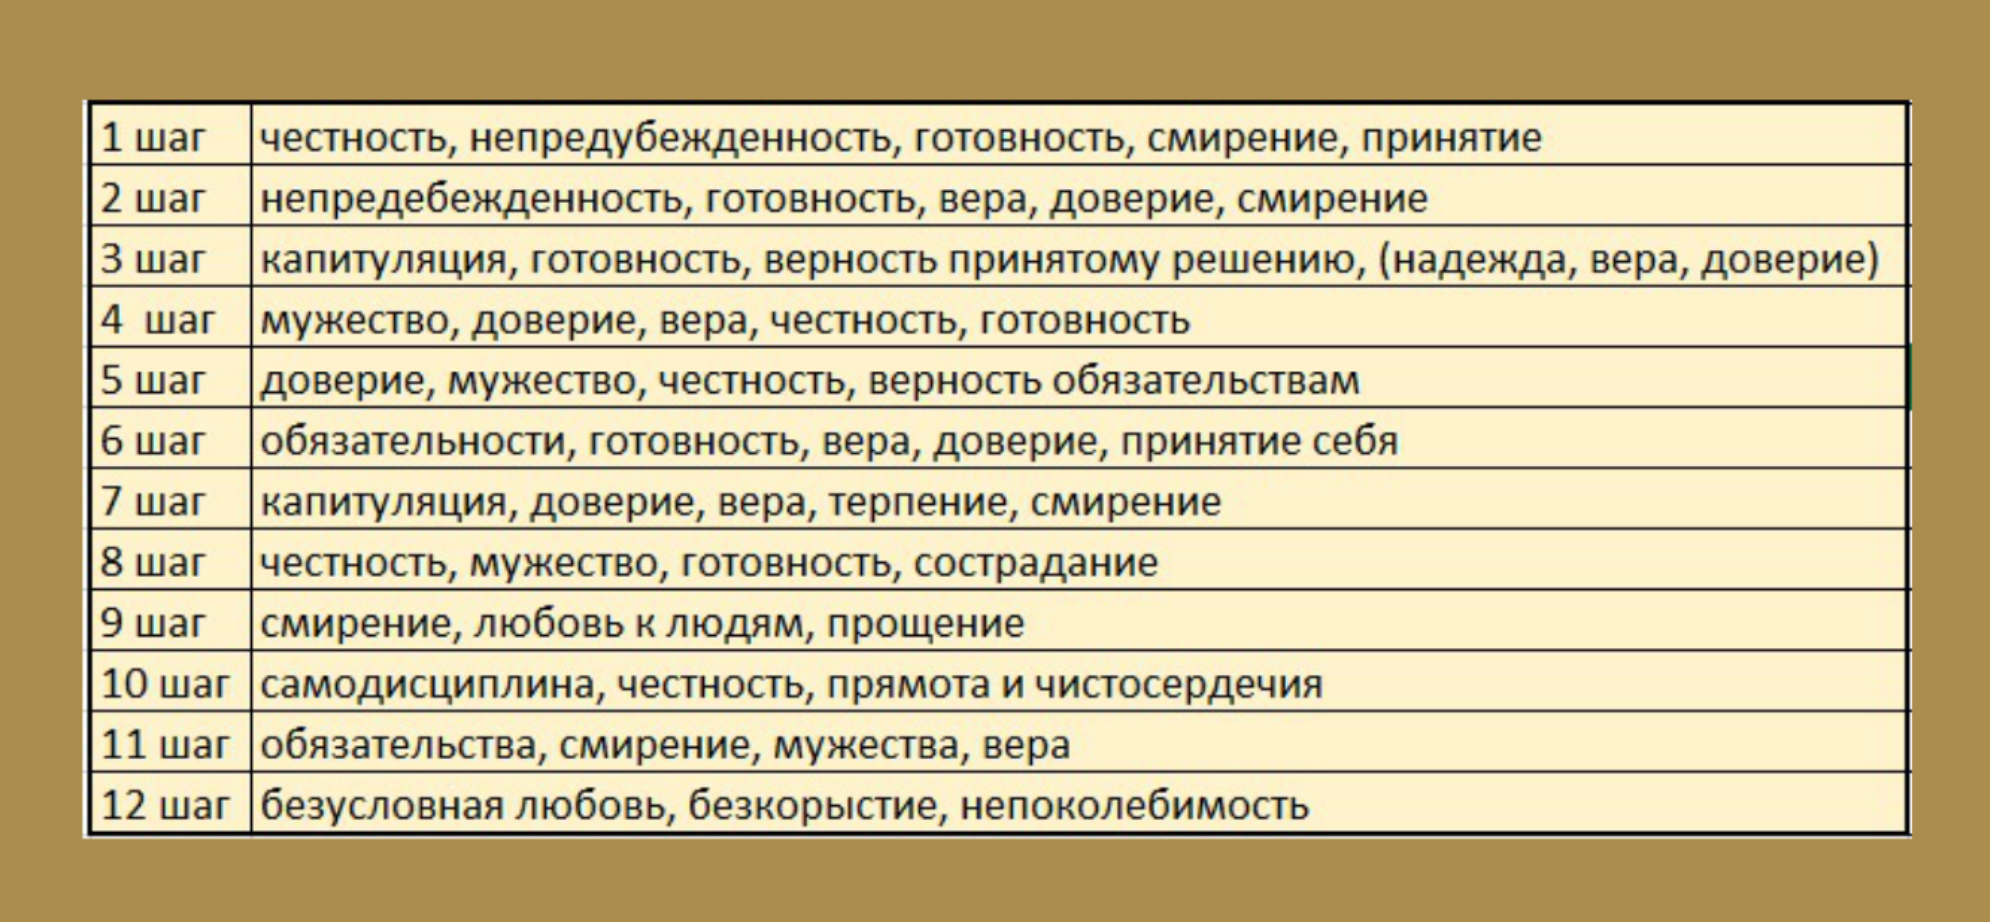 1 шаг честность, непредубежденность, готовность, смирение, принятие
2 шаг непредебежденность, готовность, вера, доверие, смирение
3 шаг капитуляция, готовность, верность принятому решению, (надежда, вера, доверие)
4 шаг мужество, доверие, вера, честность, готовность
5 шаг доверие, мужество, честность, верность обязательствам
6 шаг обязательности, готовность, вера, доверие, принятие себя
7 шаг капитуляция, доверие, вера, терпение, смирение
8 шаг честность, мужество, готовность, сострадание
9 шаг смирение, любовь к людям, прощение
10 шаг самодисциплина, честность, прямота и чистосердечия
11 шаг обязательства, смирение, мужества, вера
12 шаг безусловная любовь, безкорыстие, непоколебимость